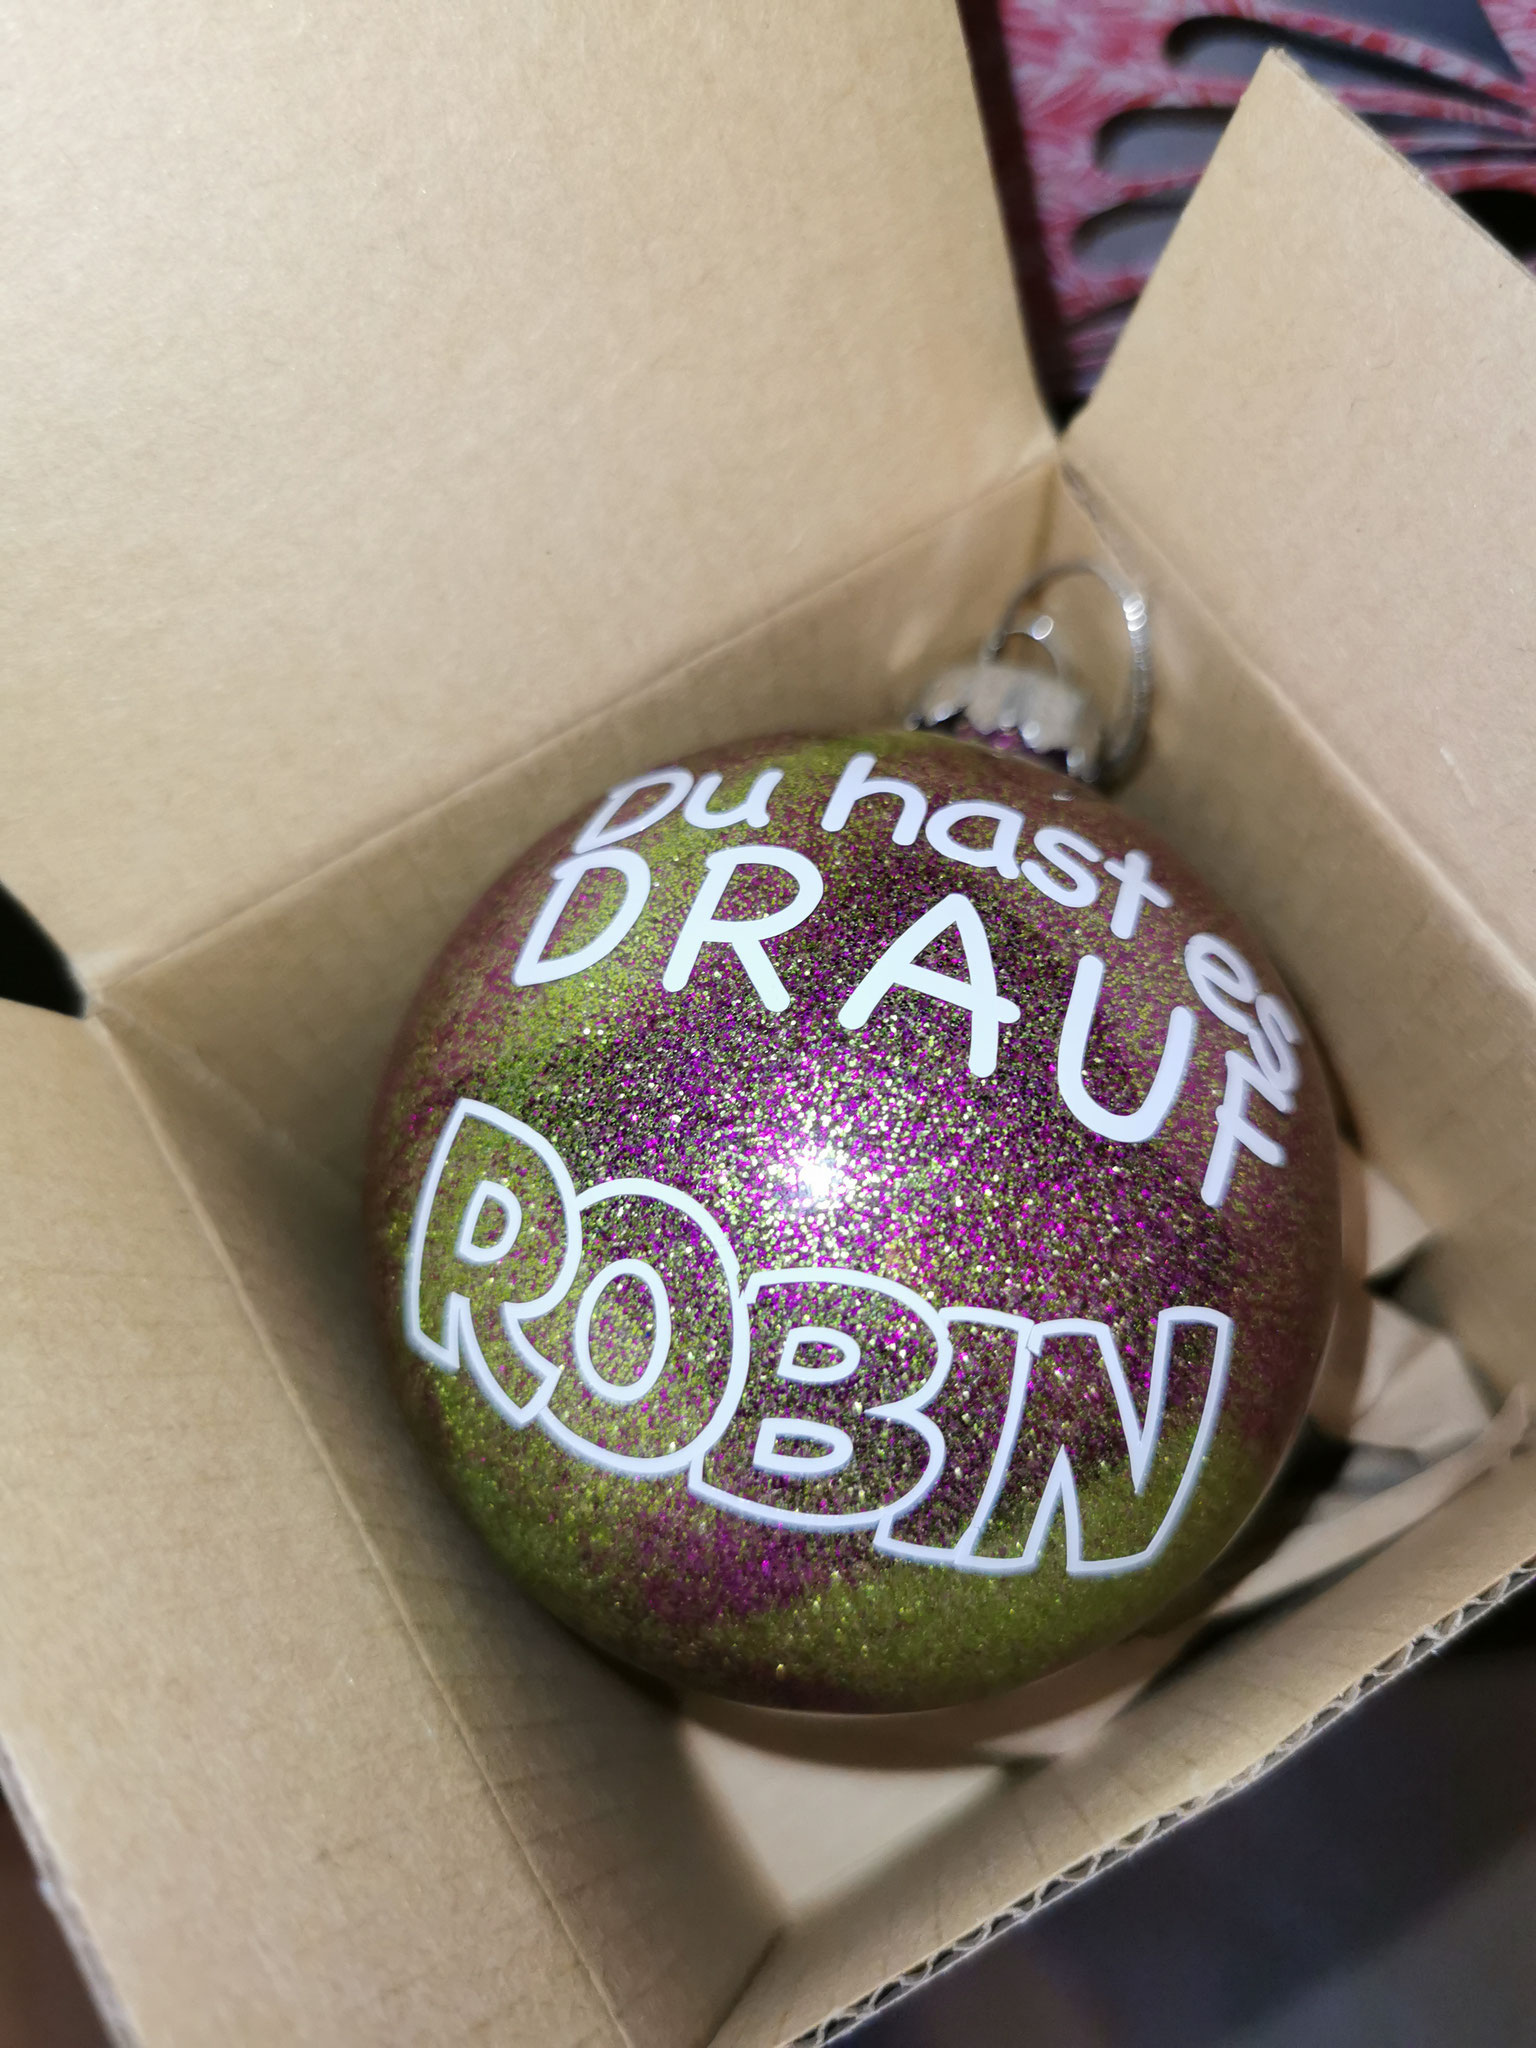 Du hast es
DRAUF
ROBIN